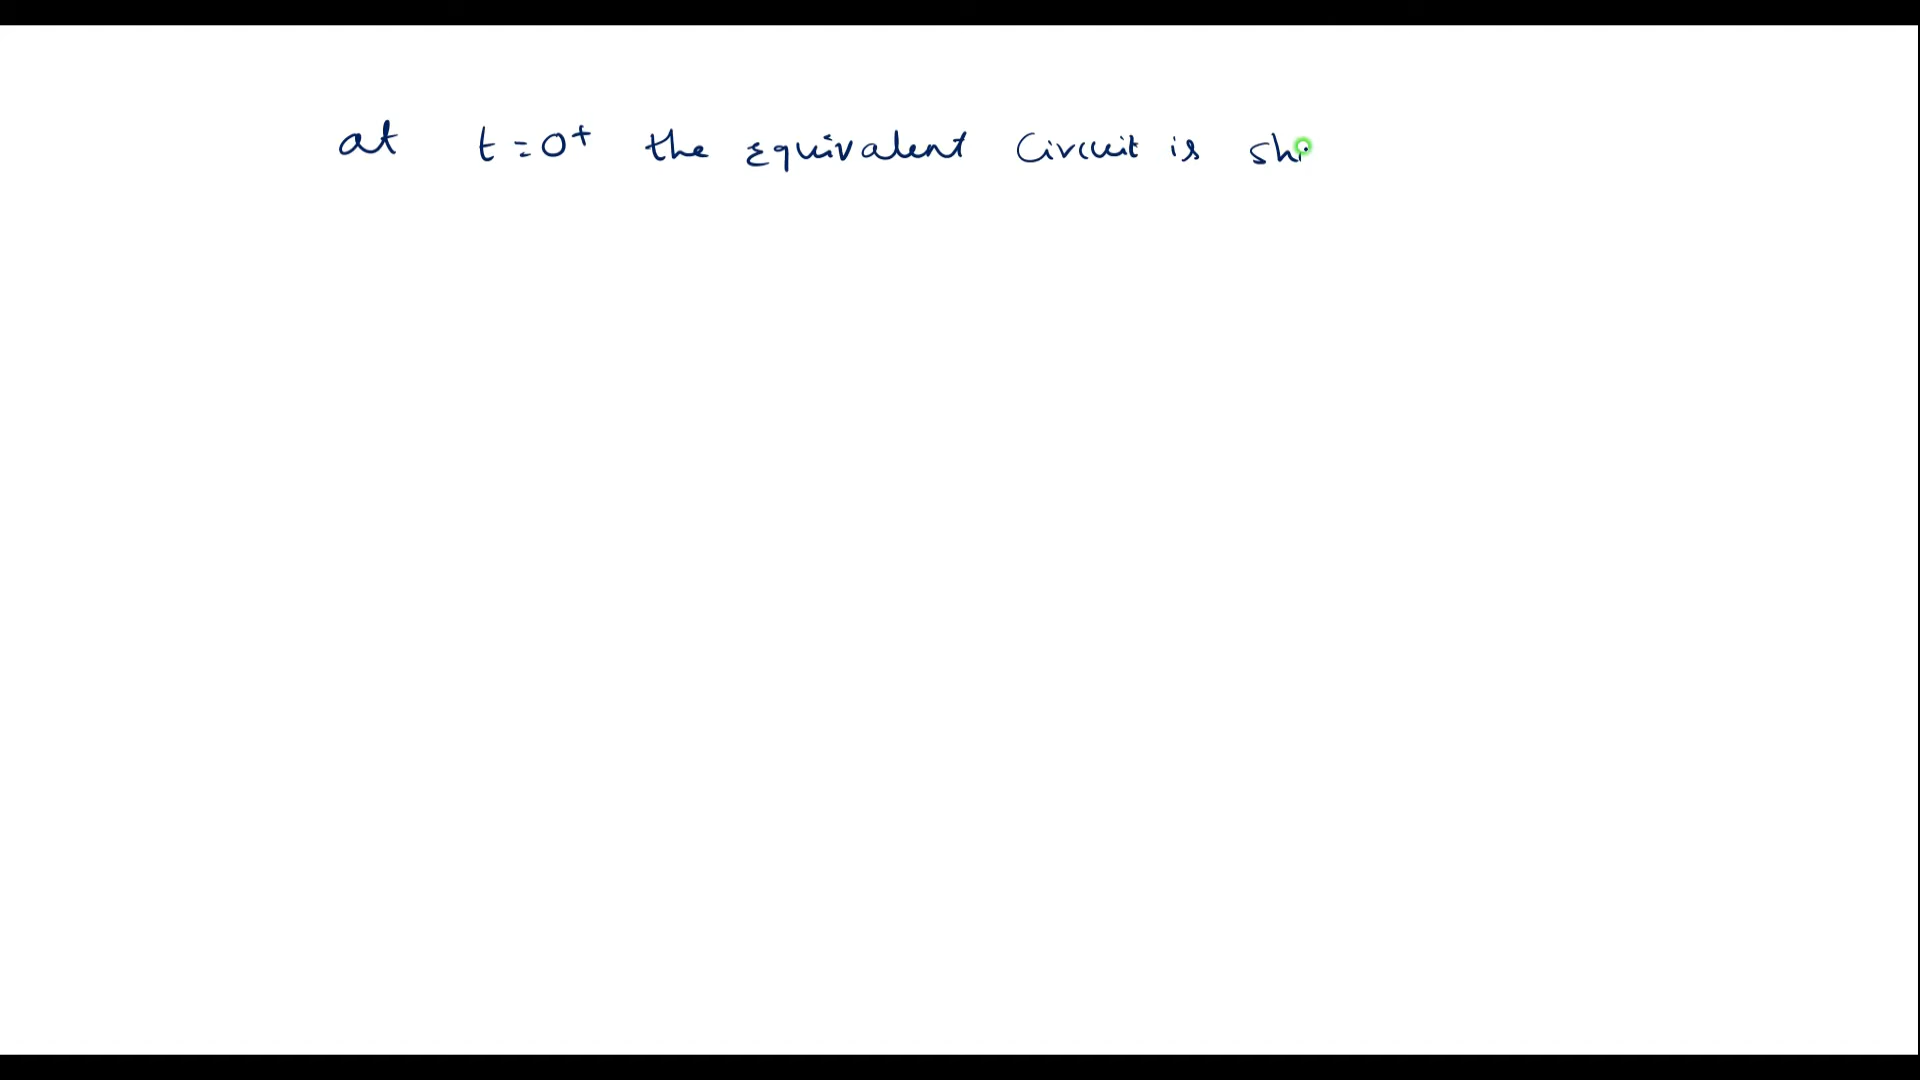 at t=0⁺ the equivalent Circuit is sh